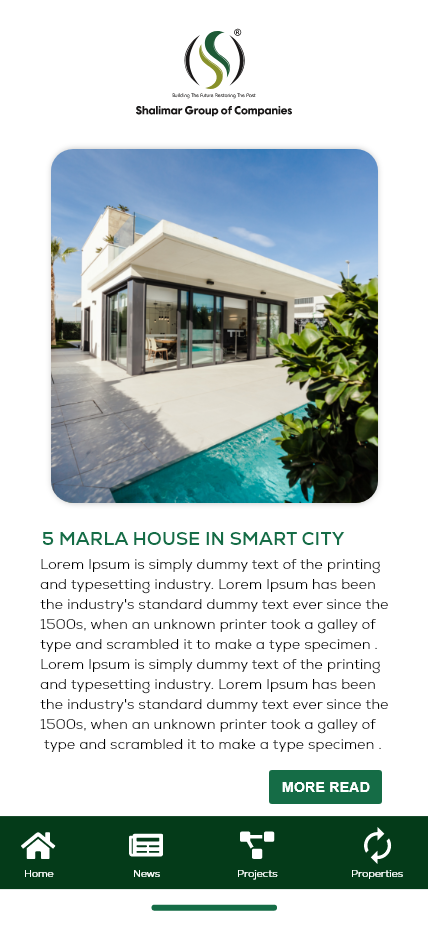 ®
Building The Future Restoring The Past
Shalimar Group of Companies
5 MARLA HOUSE IN SMART CITY
Lorem Ipsum is simply dummy text of the printing
and typesetting industry. Lorem Ipsum has been
the industry's standard dummy text ever since the
1500s, when an unknown printer took a galley of
type and scrambled it to make a type specimen .
Lorem Ipsum is simply dummy text of the printing
and typesetting industry. Lorem Ipsum has been
the industry's standard dummy text ever since the
1500s, when an unknown printer took a galley of
type and scrambled it to make a type specimen .
MORE READ
Home News Projects Properties